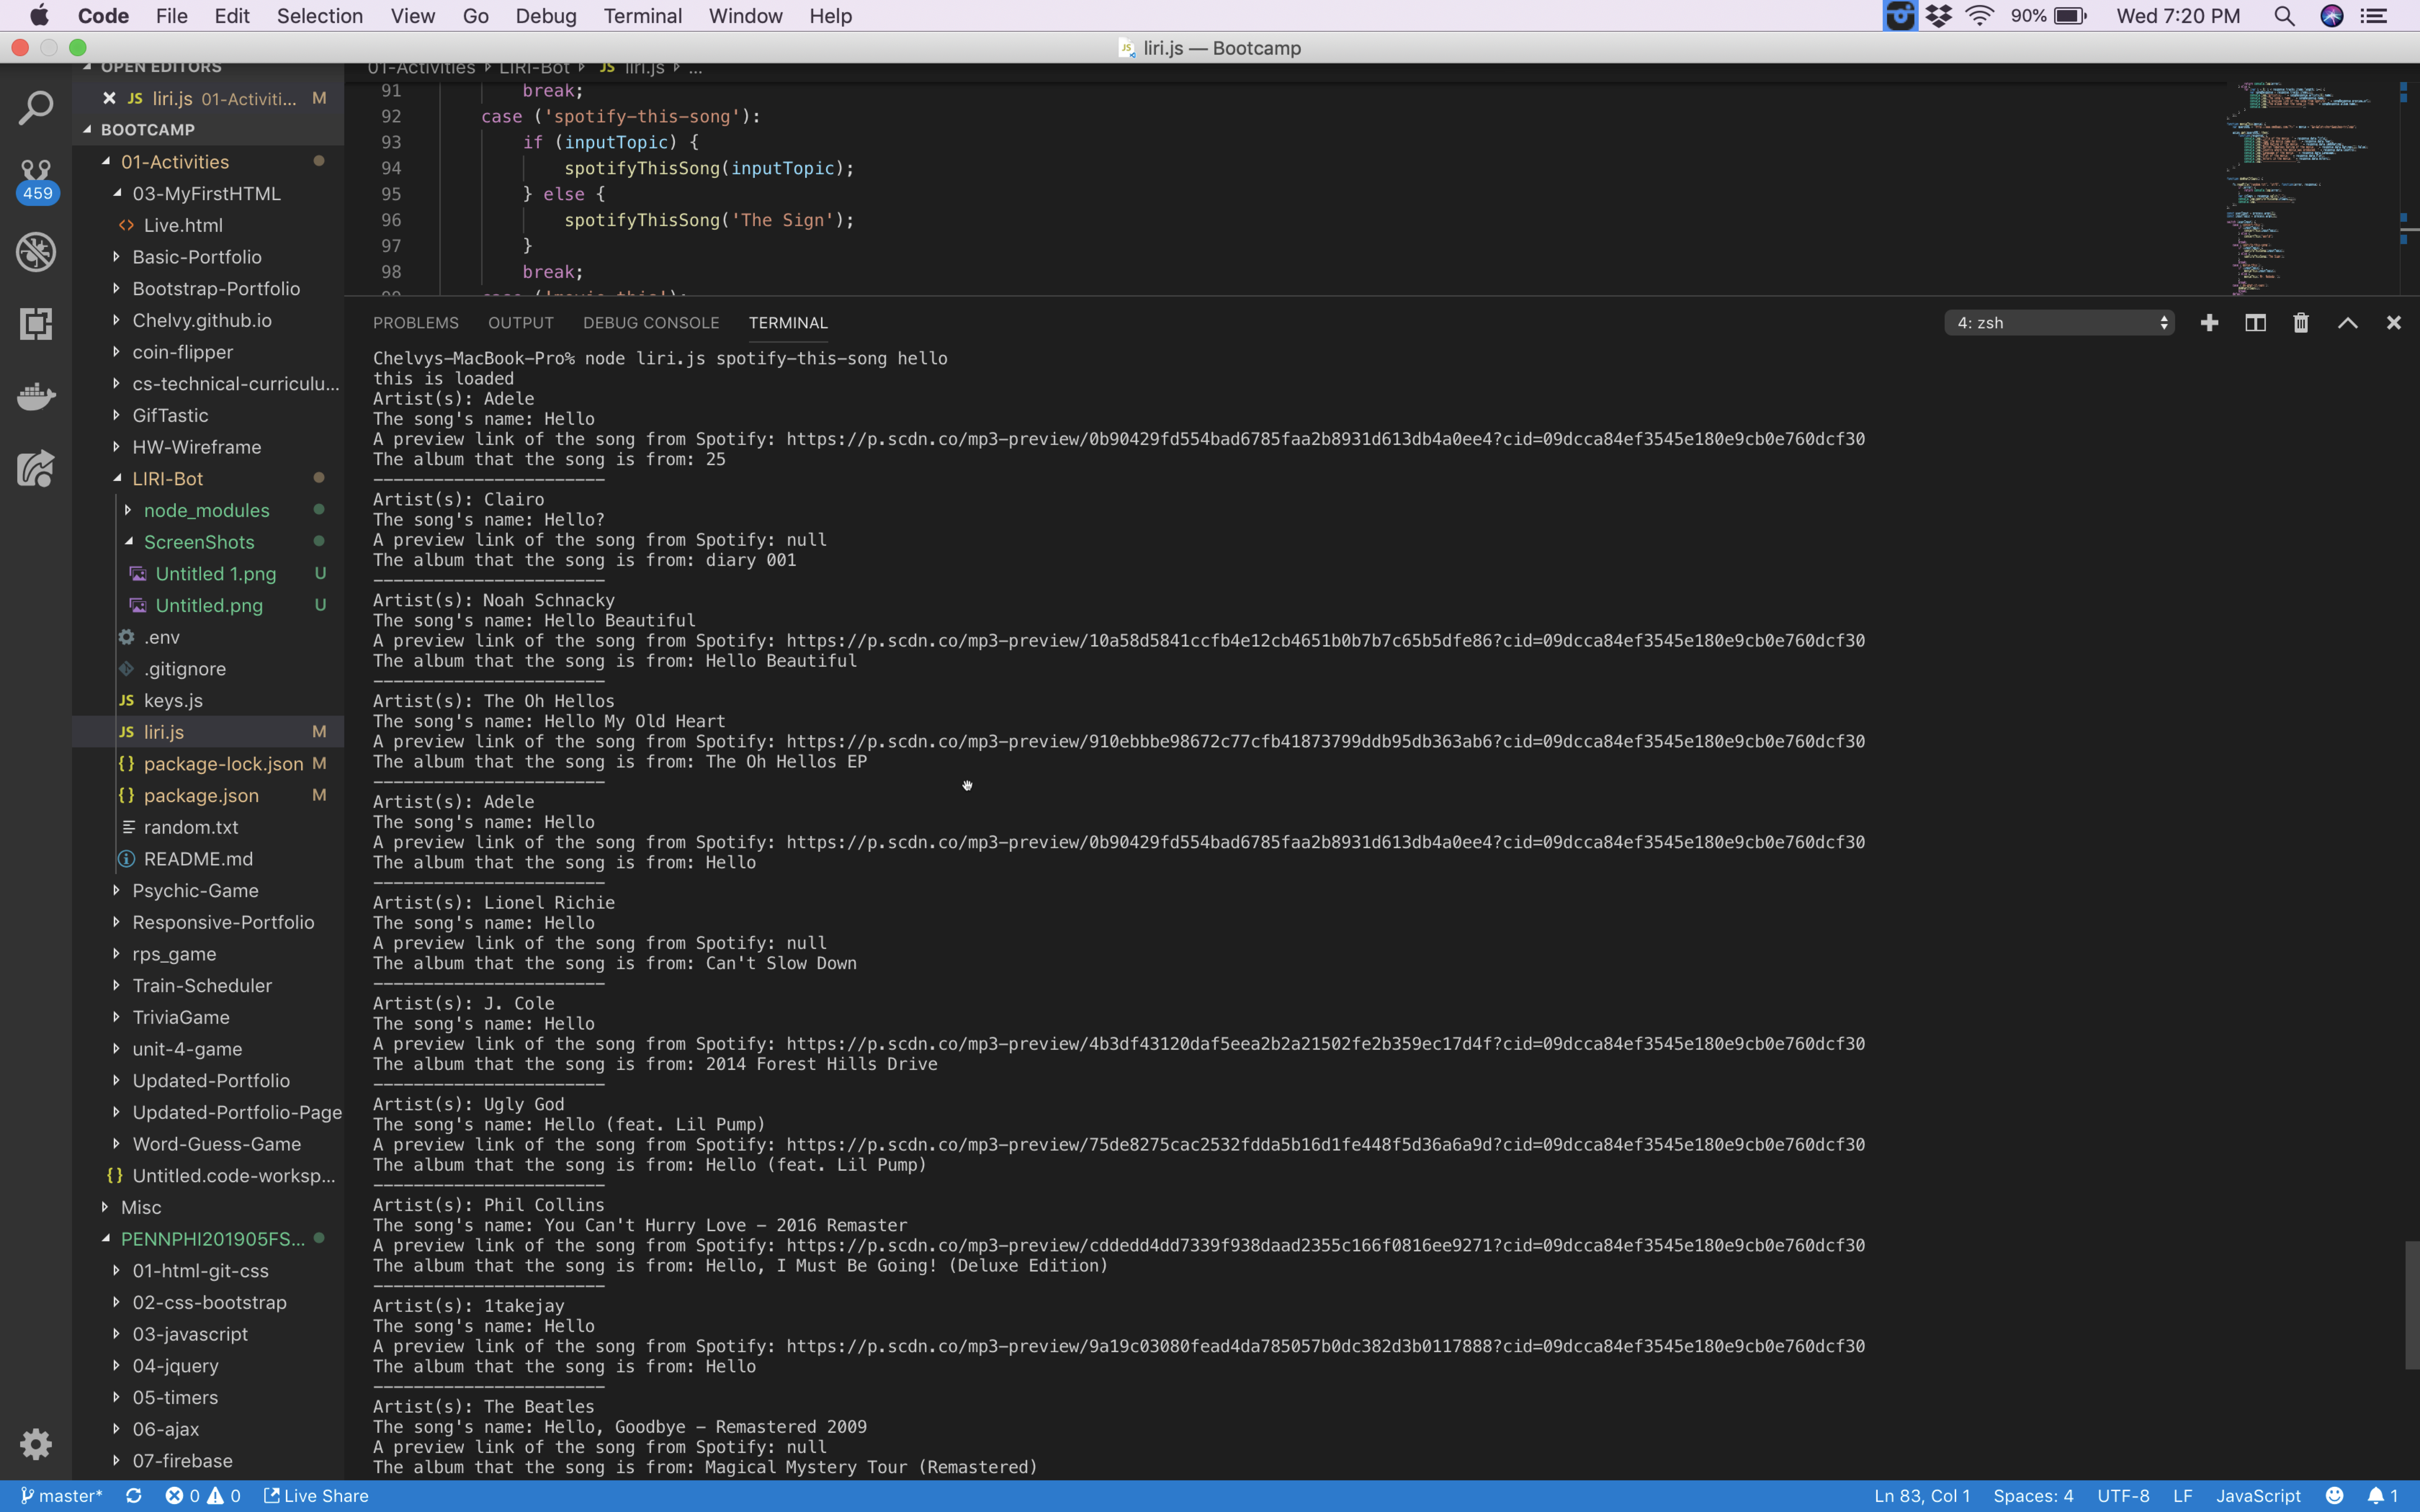 Code File Edit Selection View Go Debug Terminal Window Help 90% Wed 7:20 PM
JS liri.js — Bootcamp
OPEN EDITORS
JS liri.js 01-Activiti... M
BOOTCAMP
01-Activities
03-MyFirstHTML
<> Live.html
Basic-Portfolio
Bootstrap-Portfolio
Chelvy.github.io
coin-flipper
cs-technical-curriculu...
GifTastic
HW-Wireframe
LIRI-Bot
node_modules
ScreenShots
Untitled 1.png U
Untitled.png U
.env
.gitignore
JS keys.js
JS liri.js M
{} package-lock.json M
{} package.json M
random.txt
README.md
Psychic-Game
Responsive-Portfolio
rps_game
Train-Scheduler
TriviaGame
unit-4-game
Updated-Portfolio
Updated-Portfolio-Page
Word-Guess-Game
{} Untitled.code-worksp...
Misc
PENNPHI201905FS...
01-html-git-css
02-css-bootstrap
03-javascript
04-jquery
05-timers
06-ajax
07-firebase
459
01-Activities LIRI-Bot JS liri.js ...
91 break;
92 case ('spotify-this-song'):
93 if (inputTopic) {
94 spotifyThisSong(inputTopic);
95 } else {
96 spotifyThisSong('The Sign');
97 }
98 break;
99 case ('movie-this'):
PROBLEMS OUTPUT DEBUG CONSOLE TERMINAL 4: zsh
Chelvys-MacBook-Pro% node liri.js spotify-this-song hello
this is loaded
Artist(s): Adele
The song's name: Hello
A preview link of the song from Spotify: https://p.scdn.co/mp3-preview/0b90429fd554bad6785faa2b8931d613db4a0ee4?cid=09dcca84ef3545e180e9cb0e760dcf30
The album that the song is from: 25
-----------------------
Artist(s): Clairo
The song's name: Hello?
A preview link of the song from Spotify: null
The album that the song is from: diary 001
-----------------------
Artist(s): Noah Schnacky
The song's name: Hello Beautiful
A preview link of the song from Spotify: https://p.scdn.co/mp3-preview/10a58d5841ccfb4e12cb4651b0b7b7c65b5dfe86?cid=09dcca84ef3545e180e9cb0e760dcf30
The album that the song is from: Hello Beautiful
-----------------------
Artist(s): The Oh Hellos
The song's name: Hello My Old Heart
A preview link of the song from Spotify: https://p.scdn.co/mp3-preview/910ebbbe98672c77cfb41873799ddb95db363ab6?cid=09dcca84ef3545e180e9cb0e760dcf30
The album that the song is from: The Oh Hellos EP
-----------------------
Artist(s): Adele
The song's name: Hello
A preview link of the song from Spotify: https://p.scdn.co/mp3-preview/0b90429fd554bad6785faa2b8931d613db4a0ee4?cid=09dcca84ef3545e180e9cb0e760dcf30
The album that the song is from: Hello
-----------------------
Artist(s): Lionel Richie
The song's name: Hello
A preview link of the song from Spotify: null
The album that the song is from: Can't Slow Down
-----------------------
Artist(s): J. Cole
The song's name: Hello
A preview link of the song from Spotify: https://p.scdn.co/mp3-preview/4b3df43120daf5eea2b2a21502fe2b359ec17d4f?cid=09dcca84ef3545e180e9cb0e760dcf30
The album that the song is from: 2014 Forest Hills Drive
-----------------------
Artist(s): Ugly God
The song's name: Hello (feat. Lil Pump)
A preview link of the song from Spotify: https://p.scdn.co/mp3-preview/75de8275cac2532fdda5b16d1fe448f5d36a6a9d?cid=09dcca84ef3545e180e9cb0e760dcf30
The album that the song is from: Hello (feat. Lil Pump)
-----------------------
Artist(s): Phil Collins
The song's name: You Can't Hurry Love - 2016 Remaster
A preview link of the song from Spotify: https://p.scdn.co/mp3-preview/cddedd4dd7339f938daad2355c166f0816ee9271?cid=09dcca84ef3545e180e9cb0e760dcf30
The album that the song is from: Hello, I Must Be Going! (Deluxe Edition)
-----------------------
Artist(s): 1takejay
The song's name: Hello
A preview link of the song from Spotify: https://p.scdn.co/mp3-preview/9a19c03080fead4da785057b0dc382d3b0117888?cid=09dcca84ef3545e180e9cb0e760dcf30
The album that the song is from: Hello
-----------------------
Artist(s): The Beatles
The song's name: Hello, Goodbye - Remastered 2009
A preview link of the song from Spotify: null
The album that the song is from: Magical Mystery Tour (Remastered)
master* 0 0 Live Share Ln 83, Col 1 Spaces: 4 UTF-8 LF JavaScript 1